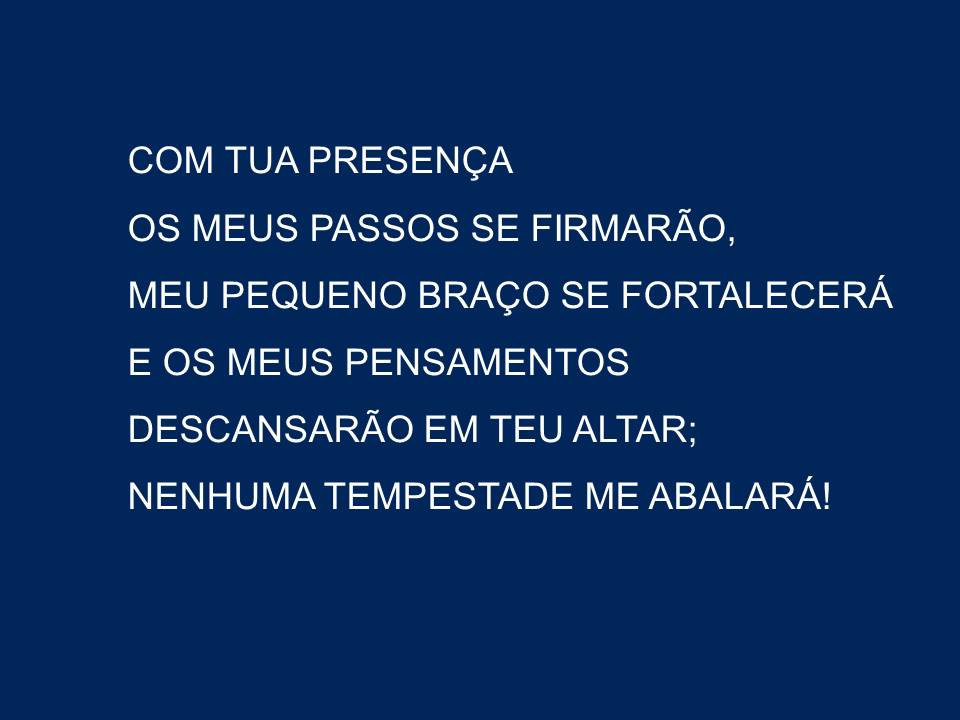 COM TUA PRESENÇA
OS MEUS PASSOS SE FIRMARÃO,
MEU PEQUENO BRAÇO SE FORTALECERÁ
E OS MEUS PENSAMENTOS
DESCANSARÃO EM TEU ALTAR;
NENHUMA TEMPESTADE ME ABALARÁ!